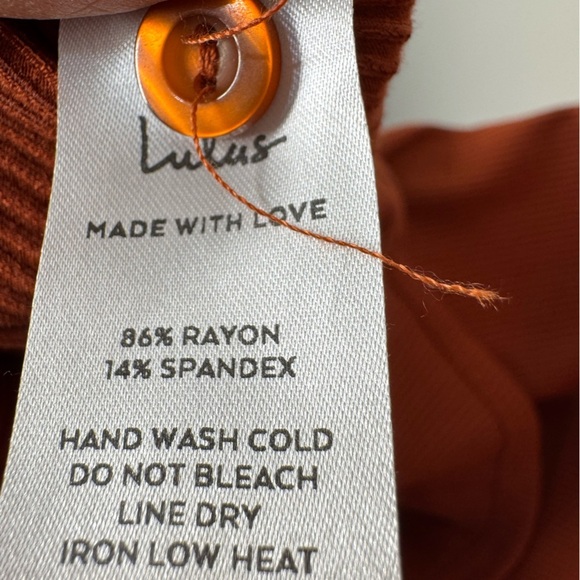 Lulus
MADE WITH LOVE
86% RAYON
14% SPANDEX
HAND WASH COLD
DO NOT BLEACH
LINE DRY
IRON LOW HEAT